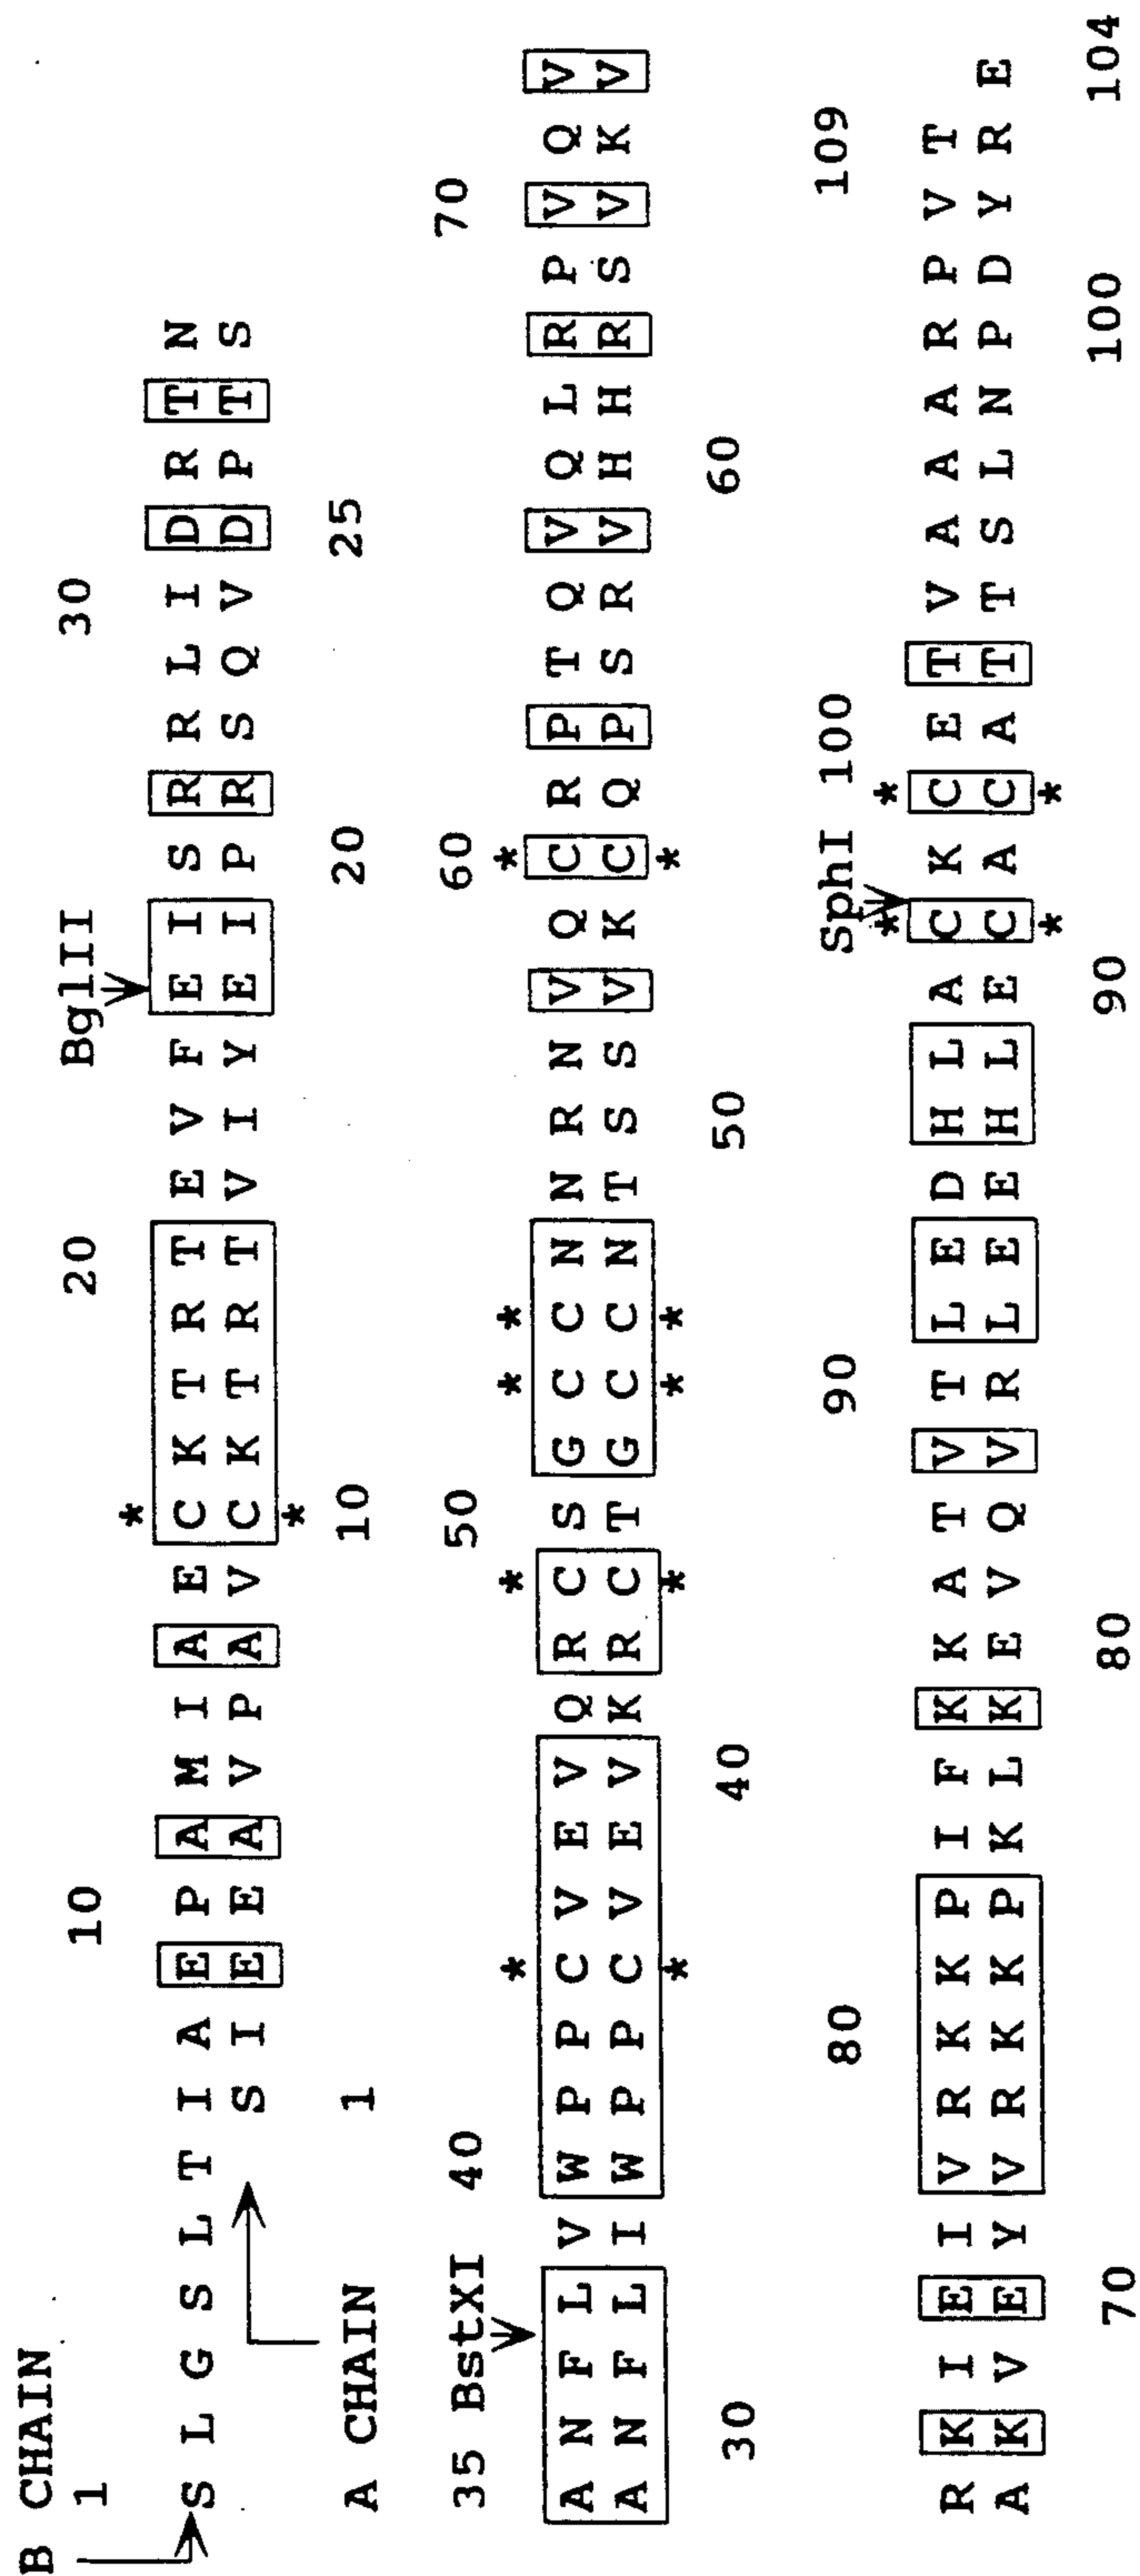 B CHAIN
1 10 20 BglII 30
*
S L G S L T I A E P A M I A E C K T R T E V F E I S R R L I D R T N
S I E E A V P A V C K T R T V I Y E I P R S Q V D P T S
*
A CHAIN 1 10 20 25
35 BstXI 40 50 60 70
* * * * *
A N F L V W P P C V E V Q R C S G C C N N R N V Q C R P T Q V Q L R P V Q V
A N F L I W P P C V E V K R C T G C C N T S S V K C Q P S R V H H R S V K V
* * * * *
30 40 50 60
80 90 SphI 100 109
* *
R K I E I V R K K P I F K K A T V T L E D H L A C K C E T V A A A R P V T
A K V E Y V R K K P K L K E V Q V R L E E H L E C A C A T T S L N P D Y R E
* *
70 80 90 100 104